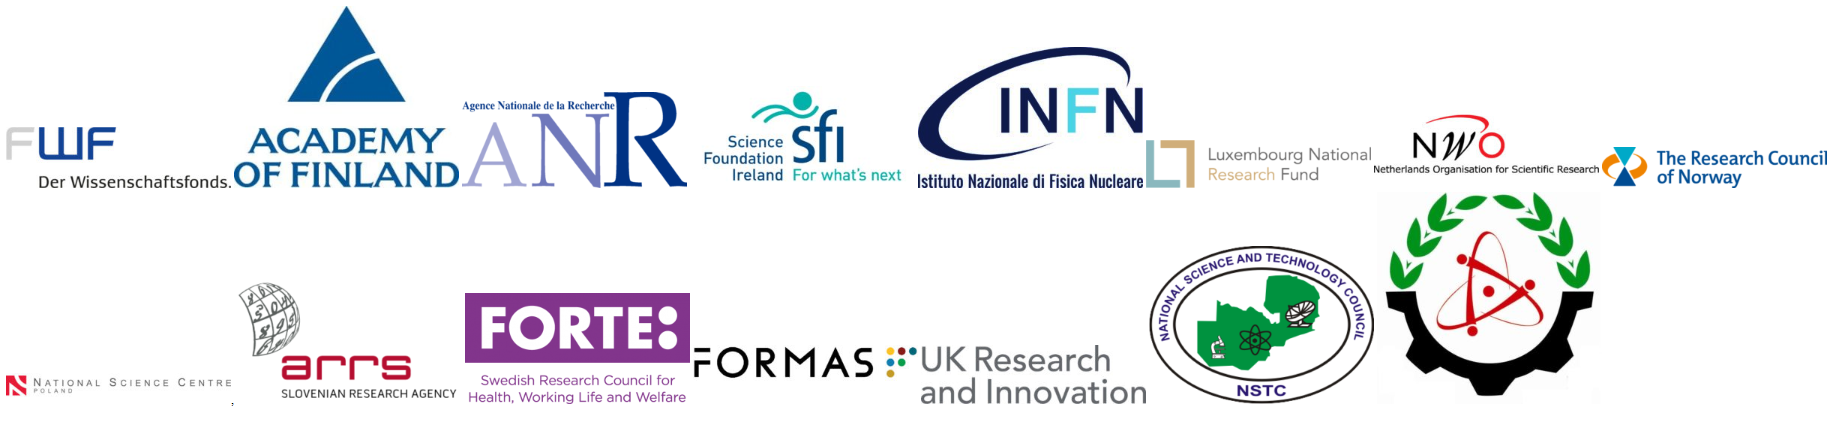 FWF
Der Wissenschaftsfonds.
ACADEMY
OF FINLAND
Agence Nationale de la Recherche
ANR
Science
Foundation
Ireland
sfi
For what's next
INFN
Istituto Nazionale di Fisica Nucleare
Luxembourg National
Research Fund
NWO
Netherlands Organisation for Scientific Research
The Research Council
of Norway
N
NATIONAL SCIENCE CENTRE
POLAND
,
arrs
SLOVENIAN RESEARCH AGENCY
FORTE:
Swedish Research Council for
Health, Working Life and Welfare
FORMAS
UK Research
and Innovation
NATIONAL SCIENCE AND TECHNOLOGY COUNCIL
NSTC